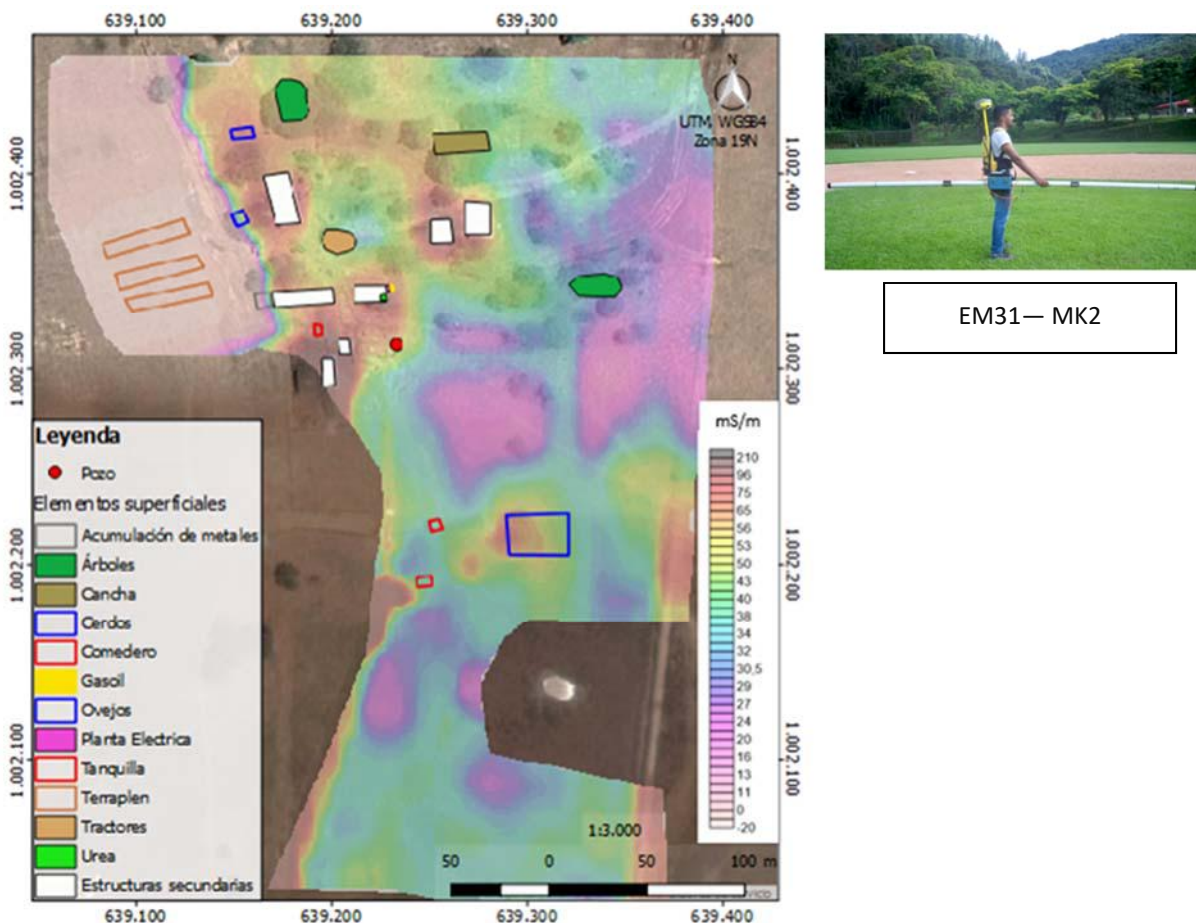 639.100 639.200 639.300 639.400
N
UTM, WGS84
Zona 19N
1.002.400
1.002.300
1.002.200
1.002.100
1.002.400
1.002.300
1.002.200
1.002.100
Leyenda
Pozo
Elementos superficiales
Acumulación de metales
Árboles
Cancha
Cerdos
Comedero
Gasoil
Ovejos
Planta Electrica
Tanquilla
Terraplen
Tractores
Urea
Estructuras secundarias
mS/m
210
96
75
65
56
53
50
43
40
38
34
32
30,5
29
27
24
20
16
13
11
0
-20
1:3.000
50 0 50 100 m
639.100 639.200 639.300 639.400
EM31— MK2